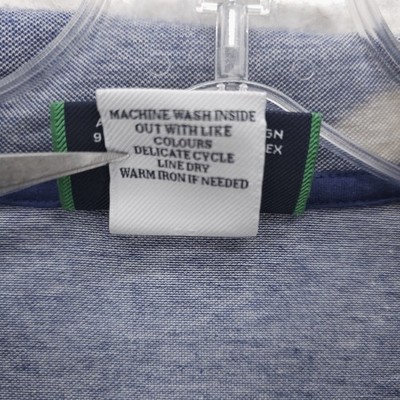 MACHINE WASH INSIDE
OUT WITH LIKE
COLOURS
DELICATE CYCLE
LINE DRY
WARM IRON IF NEEDED